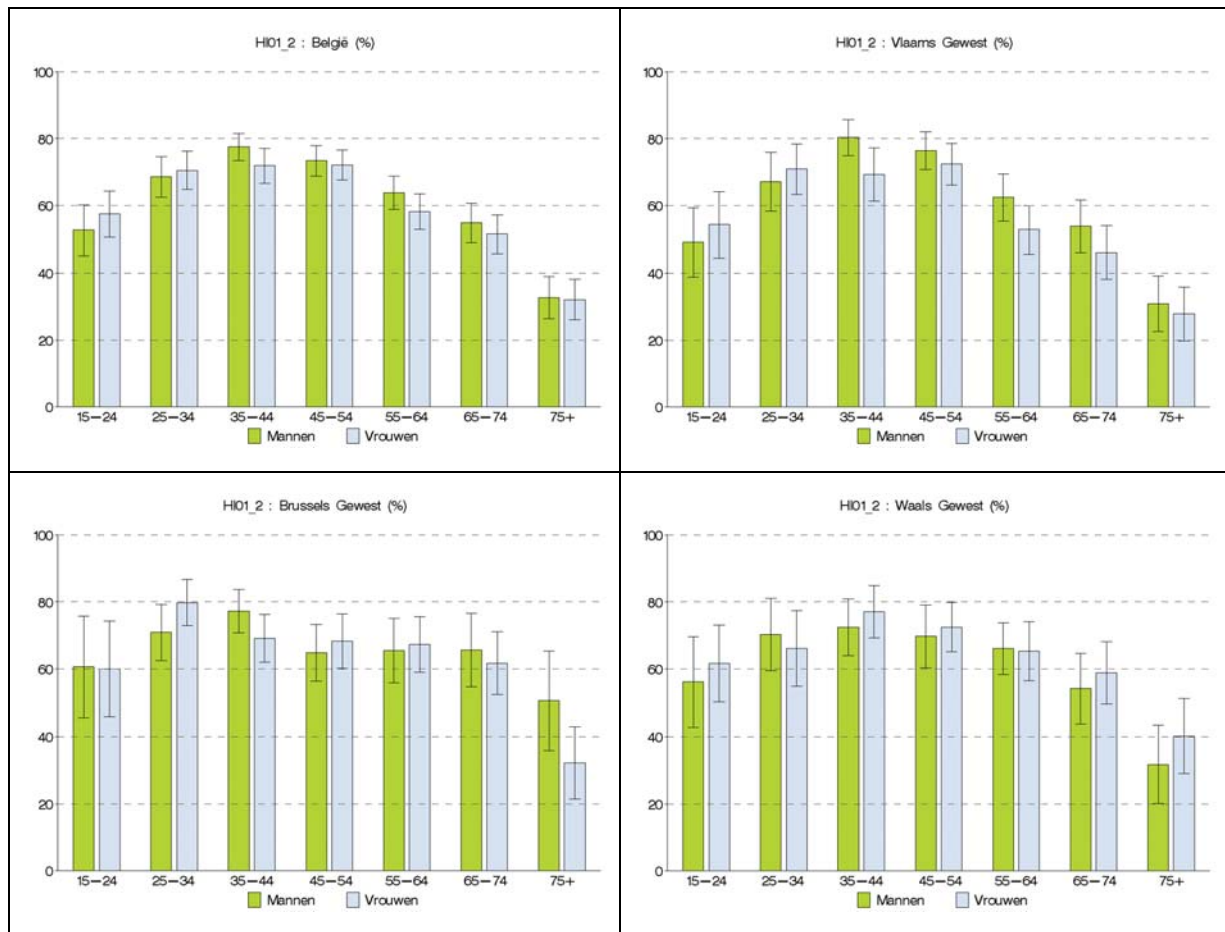 HI01_2 : België (%)
100
80
60
40
20
0
15–24 25–34 35–44 45–54 55–64 65–74 75+
Mannen Vrouwen
HI01_2 : Vlaams Gewest (%)
100
80
60
40
20
0
15–24 25–34 35–44 45–54 55–64 65–74 75+
Mannen Vrouwen
HI01_2 : Brussels Gewest (%)
100
80
60
40
20
0
15–24 25–34 35–44 45–54 55–64 65–74 75+
Mannen Vrouwen
HI01_2 : Waals Gewest (%)
100
80
60
40
20
0
15–24 25–34 35–44 45–54 55–64 65–74 75+
Mannen Vrouwen